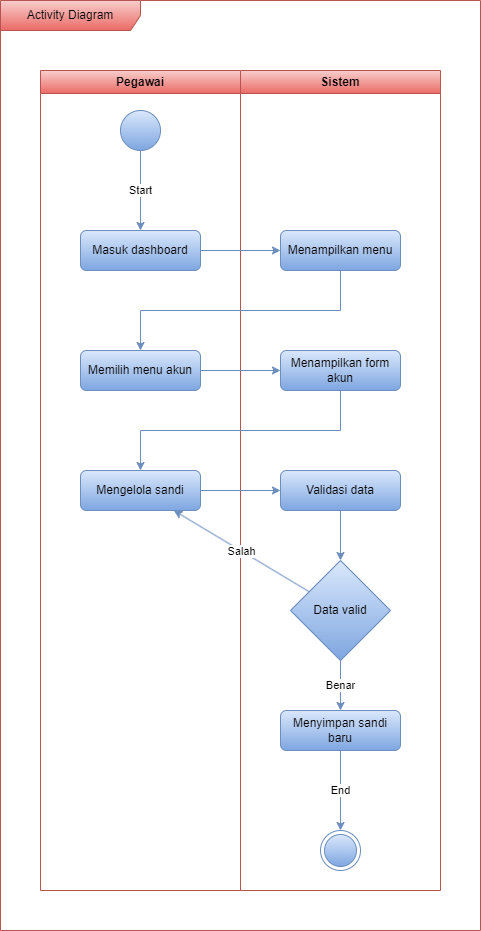 Activity Diagram
Pegawai
Sistem
Start
Masuk dashboard
Menampilkan menu
Memilih menu akun
Menampilkan form
akun
Mengelola sandi
Validasi data
Salah
Data valid
Benar
Menyimpan sandi
baru
End